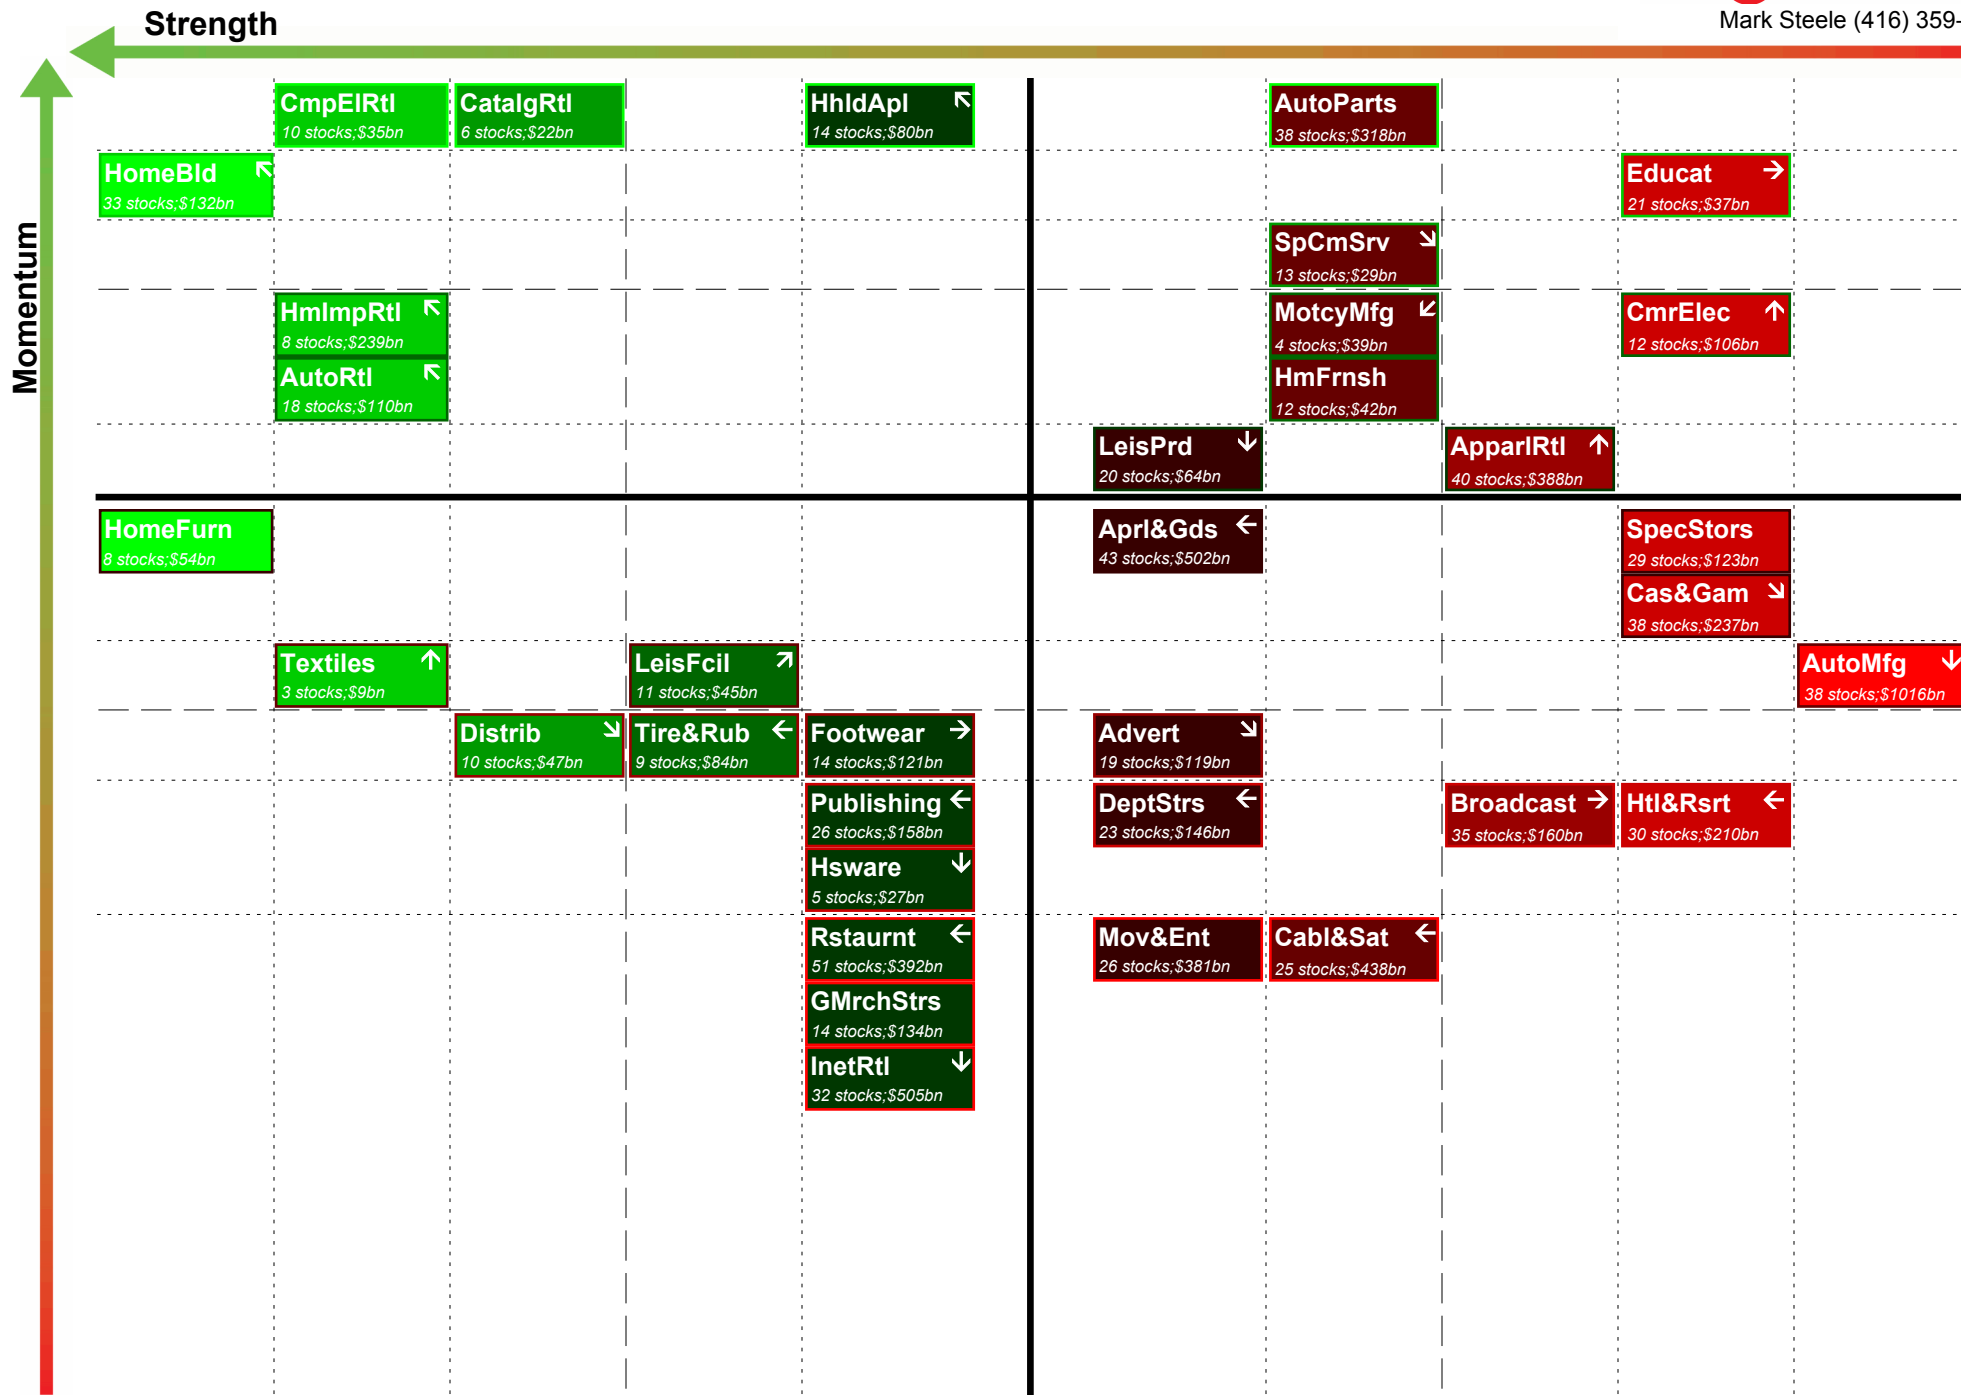 Strength
Mark Steele (416) 359-
Momentum
CmpElRtl
10 stocks;$35bn
CatalgRtl
6 stocks;$22bn
HhldApl
14 stocks;$80bn
AutoParts
38 stocks;$318bn
HomeBld
33 stocks;$132bn
Educat
21 stocks;$37bn
SpCmSrv
13 stocks;$29bn
HmImpRtl
8 stocks;$239bn
MotcyMfg
4 stocks;$39bn
CmrElec
12 stocks;$106bn
AutoRtl
18 stocks;$110bn
HmFrnsh
12 stocks;$42bn
LeisPrd
20 stocks;$64bn
ApparlRtl
40 stocks;$388bn
HomeFurn
8 stocks;$54bn
Aprl&Gds
43 stocks;$502bn
SpecStors
29 stocks;$123bn
Cas&Gam
38 stocks;$237bn
Textiles
3 stocks;$9bn
LeisFcil
11 stocks;$45bn
AutoMfg
38 stocks;$1016bn
Distrib
10 stocks;$47bn
Tire&Rub
9 stocks;$84bn
Footwear
14 stocks;$121bn
Advert
19 stocks;$119bn
Publishing
26 stocks;$158bn
DeptStrs
23 stocks;$146bn
Broadcast
35 stocks;$160bn
Htl&Rsrt
30 stocks;$210bn
Hsware
5 stocks;$27bn
Rstaurnt
51 stocks;$392bn
Mov&Ent
26 stocks;$381bn
Cabl&Sat
25 stocks;$438bn
GMrchStrs
14 stocks;$134bn
InetRtl
32 stocks;$505bn